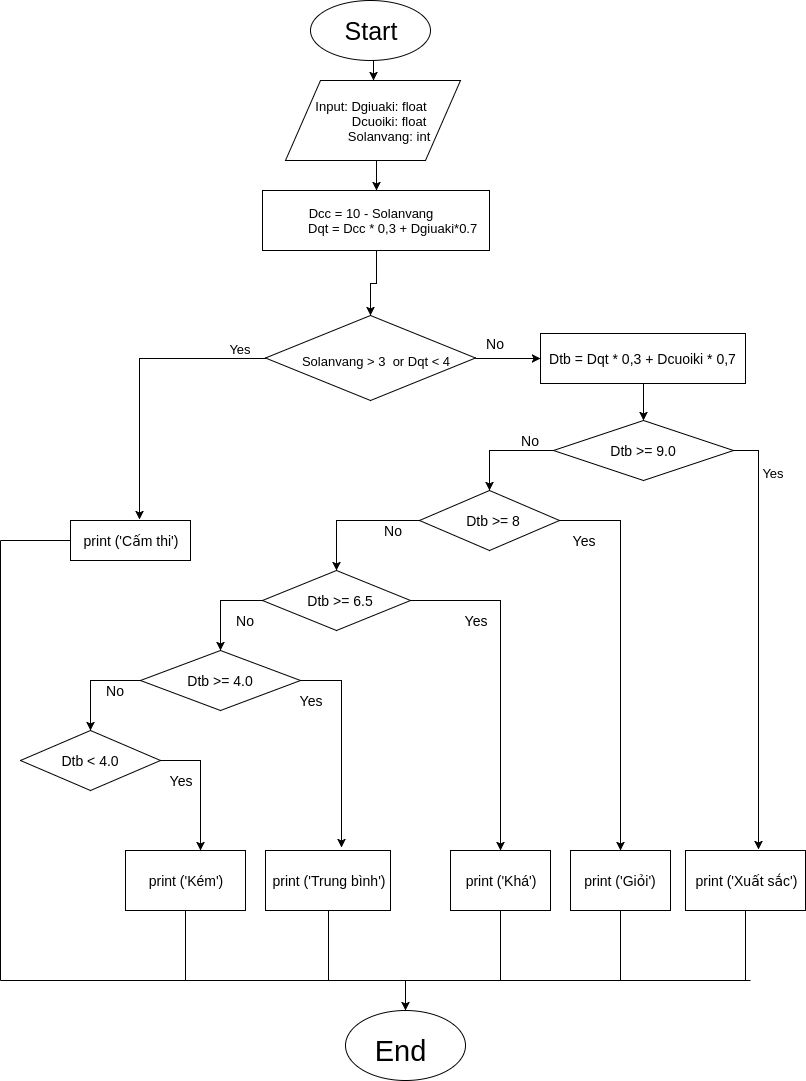 Start
Input: Dgiuaki: float
Dcuoiki: float
Solanvang: int
Dcc = 10 - Solanvang
Dqt = Dcc * 0,3 + Dgiuaki*0.7
Yes
Solanvang > 3 or Dqt < 4
No
Dtb = Dqt * 0,3 + Dcuoiki * 0,7
No
Dtb >= 9.0
Yes
No
Dtb >= 8
Yes
print ('Cấm thi')
No
Dtb >= 6.5
Yes
No
Dtb >= 4.0
Yes
Dtb < 4.0
Yes
print ('Kém')
print ('Trung bình')
print ('Khá')
print ('Giỏi')
print ('Xuất sắc')
End